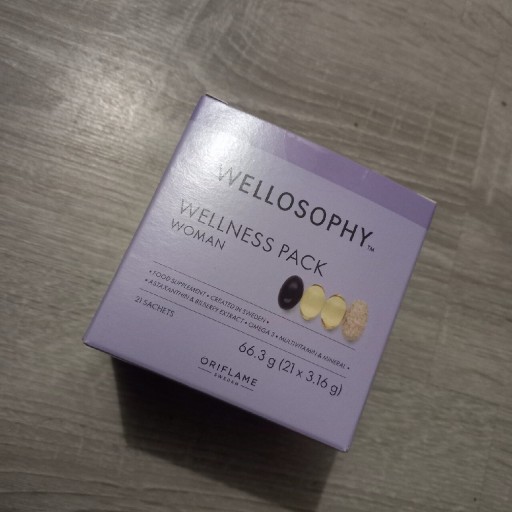 WELLOSOPHY™
WELLNESS PACK
WOMAN
• FOOD SUPPLEMENT • CREATED IN SWEDEN •
• ASTAXANTHIN & BILBERRY EXTRACT • OMEGA 3 • MULTIVITAMIN & MINERAL •
21 SACHETS
66.3 g (21 x 3.16 g)
ORIFLAME
SWEDEN